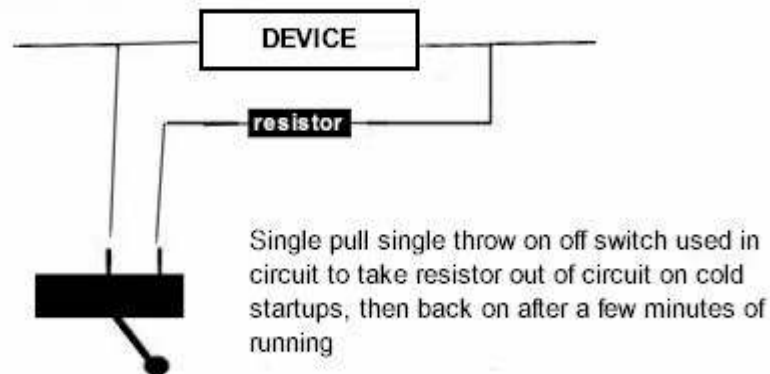 DEVICE
resistor
Single pull single throw on off switch used in
circuit to take resistor out of circuit on cold
startups, then back on after a few minutes of
running